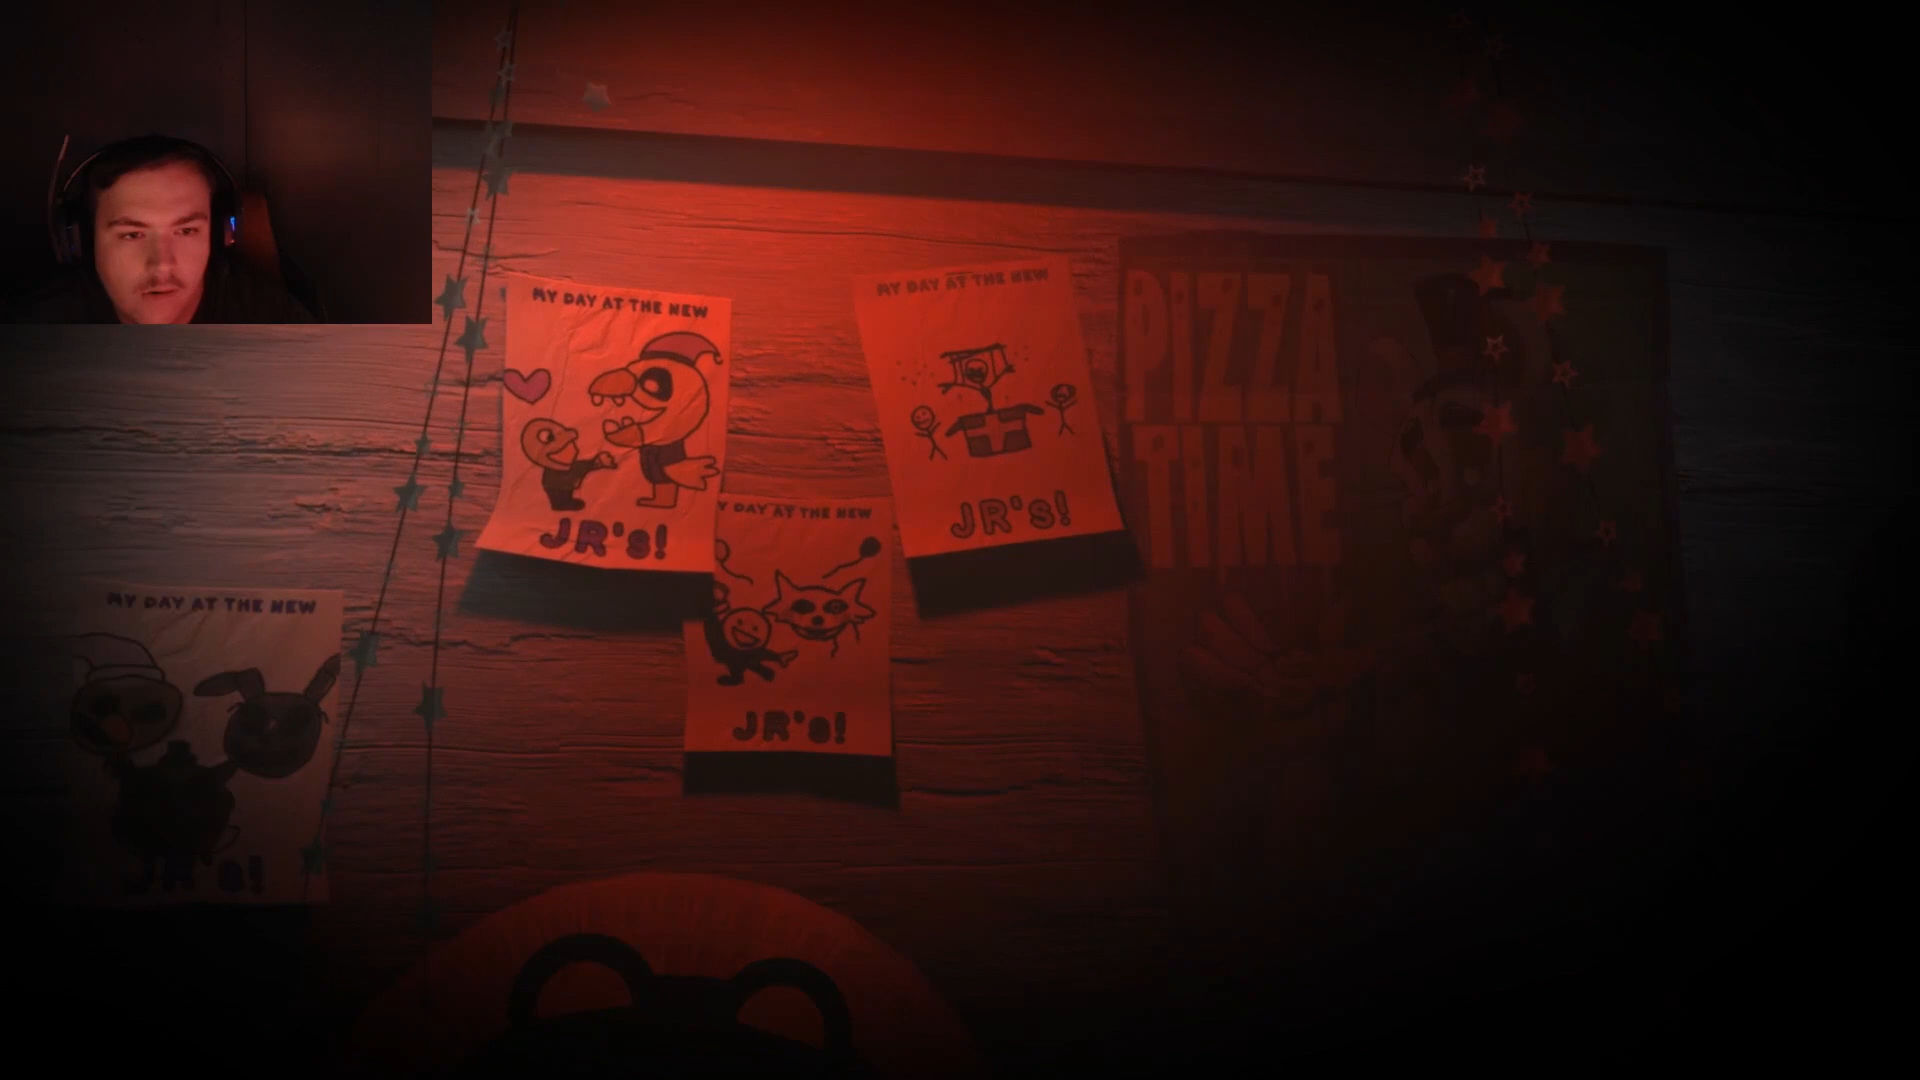 MY DAY AT THE NEW
JR's!
MY DAY AT THE NEW
JR's!
PIZZA
TIME
Y DAY AT THE NEW
JR's!
MY DAY AT THE NEW
JR's!